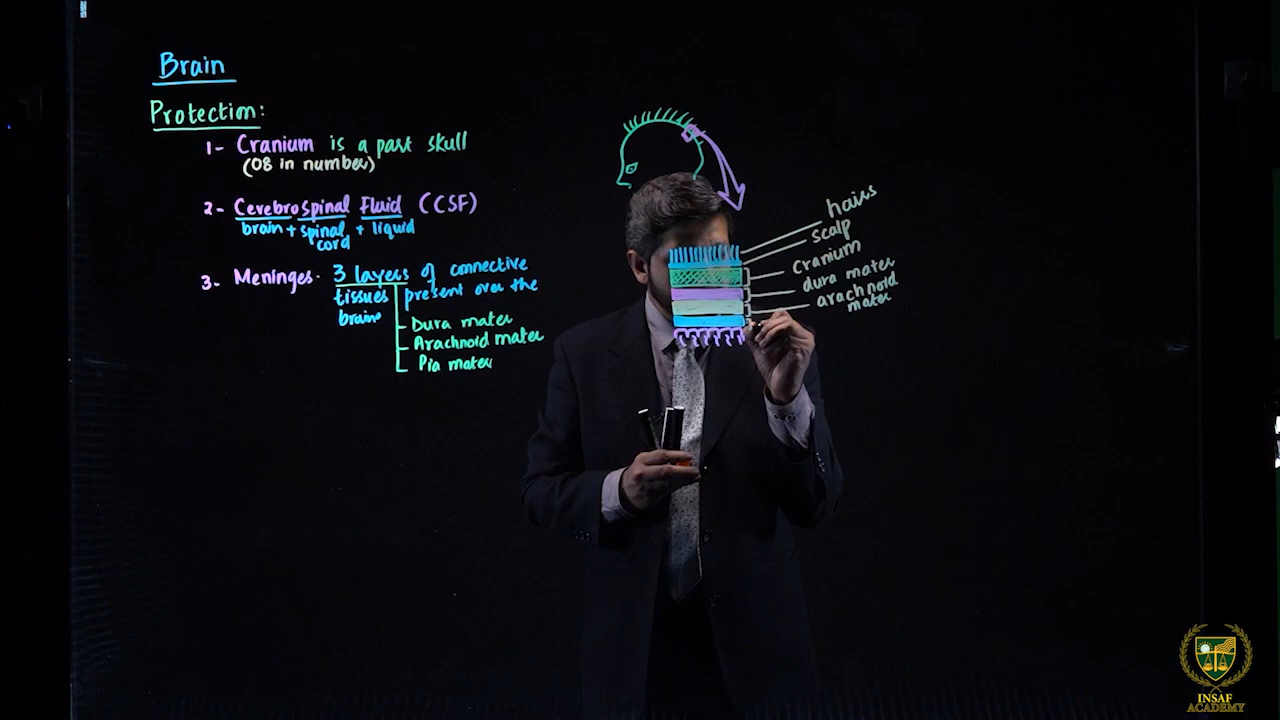 Brain
Protection:
1- Cranium is a part skull
(08 in number)
2- Cerebrospinal Fluid (CSF)
brain + spinal + liquid
cord
3- Meninges. 3 layers of connective
tissues present over the
brain
Dura mater
Arachnoid mater
Pia mater
hairs
scalp
cranium
dura mater
arachnoid
mater
INSAF
ACADEMY